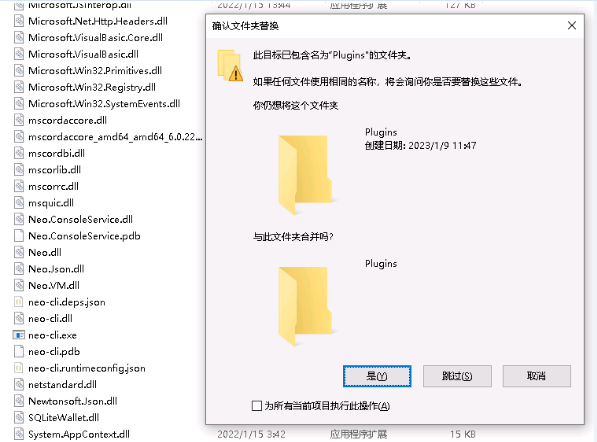 Microsoft.JSInterop.dll 2022/1/15 13:44 应用程序扩展 127 KB
Microsoft.Net.Http.Headers.dll
Microsoft.VisualBasic.Core.dll
Microsoft.VisualBasic.dll
Microsoft.Win32.Primitives.dll
Microsoft.Win32.Registry.dll
Microsoft.Win32.SystemEvents.dll
mscordaccore.dll
mscordaccore_amd64_amd64_6.0.22...
mscordbi.dll
mscorlib.dll
mscorrc.dll
msquic.dll
Neo.ConsoleService.dll
Neo.ConsoleService.pdb
Neo.dll
Neo.Json.dll
Neo.VM.dll
neo-cli.deps.json
neo-cli.dll
neo-cli.exe
neo-cli.pdb
neo-cli.runtimeconfig.json
netstandard.dll
Newtonsoft.Json.dll
SQLiteWallet.dll
System.AppContext.dll 2022/1/15 3:42 应用程序扩展 15 KB
确认文件夹替换
此目标已包含名为"Plugins"的文件夹。
如果任何文件使用相同的名称，将会询问你是否要替换这些文件。
你仍想将这个文件夹
Plugins
创建日期: 2023/1/9 11:47
与此文件夹合并吗?
Plugins
是(Y) 跳过(S) 取消
为所有当前项目执行此操作(A)